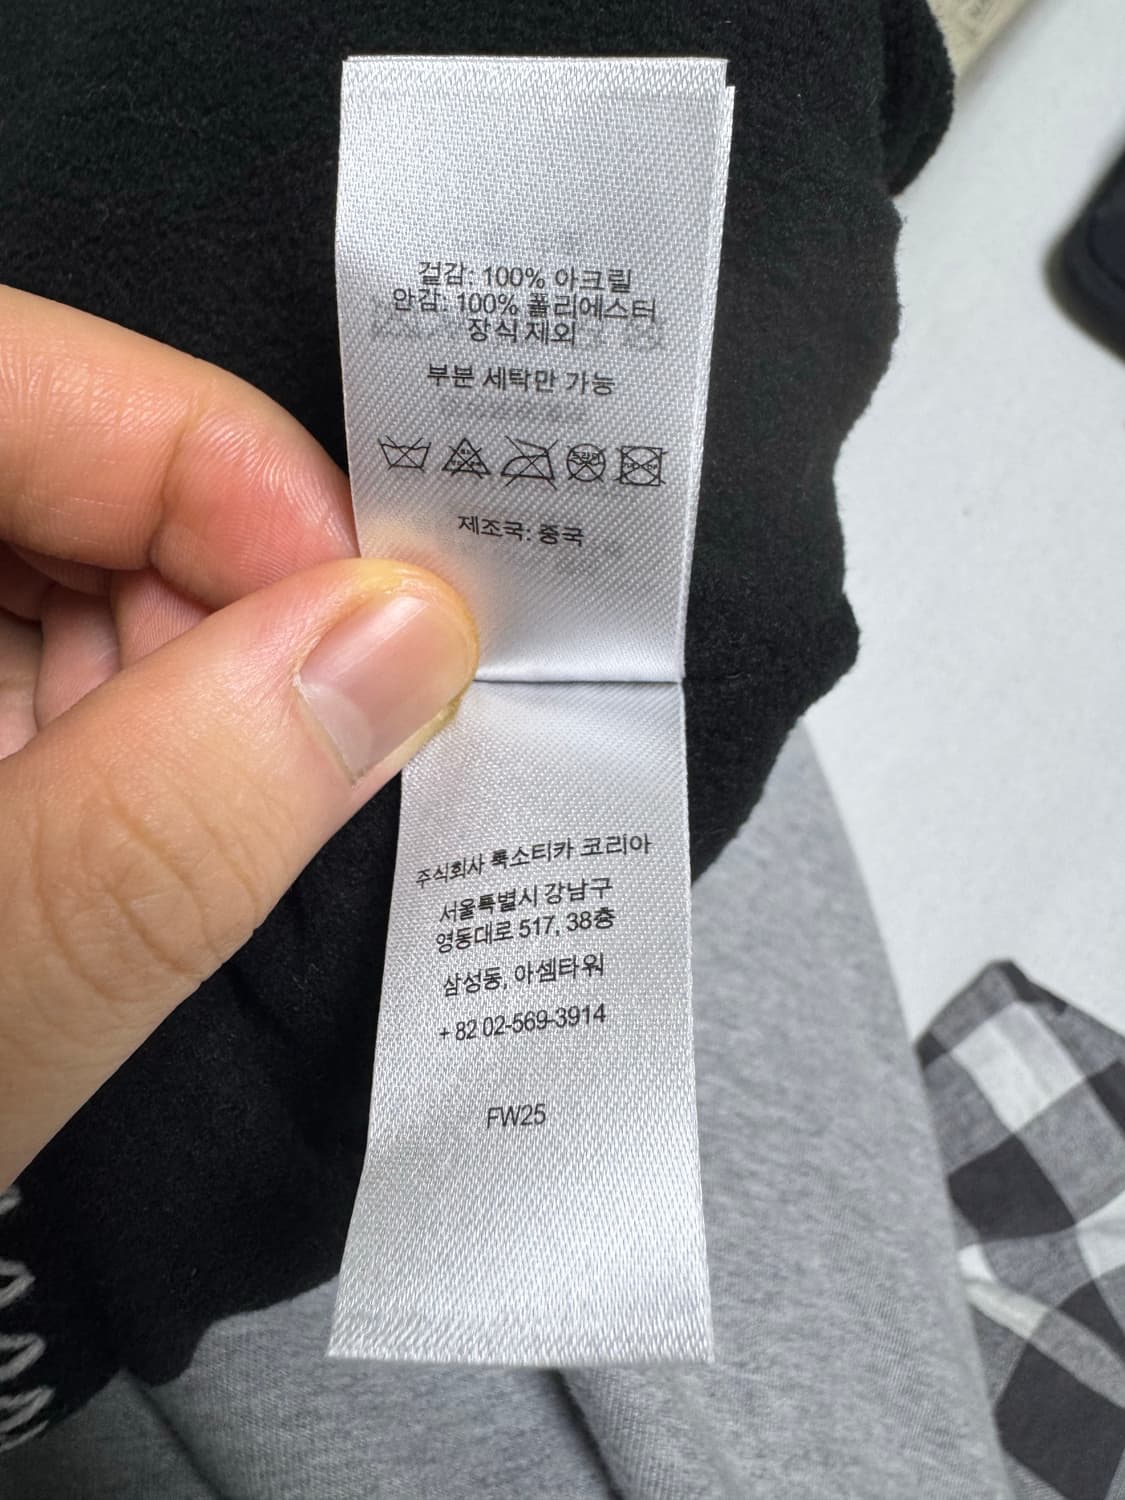 겉감: 100% 아크릴
안감: 100% 폴리에스터
장식 제외
부분 세탁만 가능
제조국: 중국
주식회사 룩소티카 코리아
서울특별시 강남구
영동대로 517, 38층
삼성동, 아셈타워
+ 82 02-569-3914
FW25